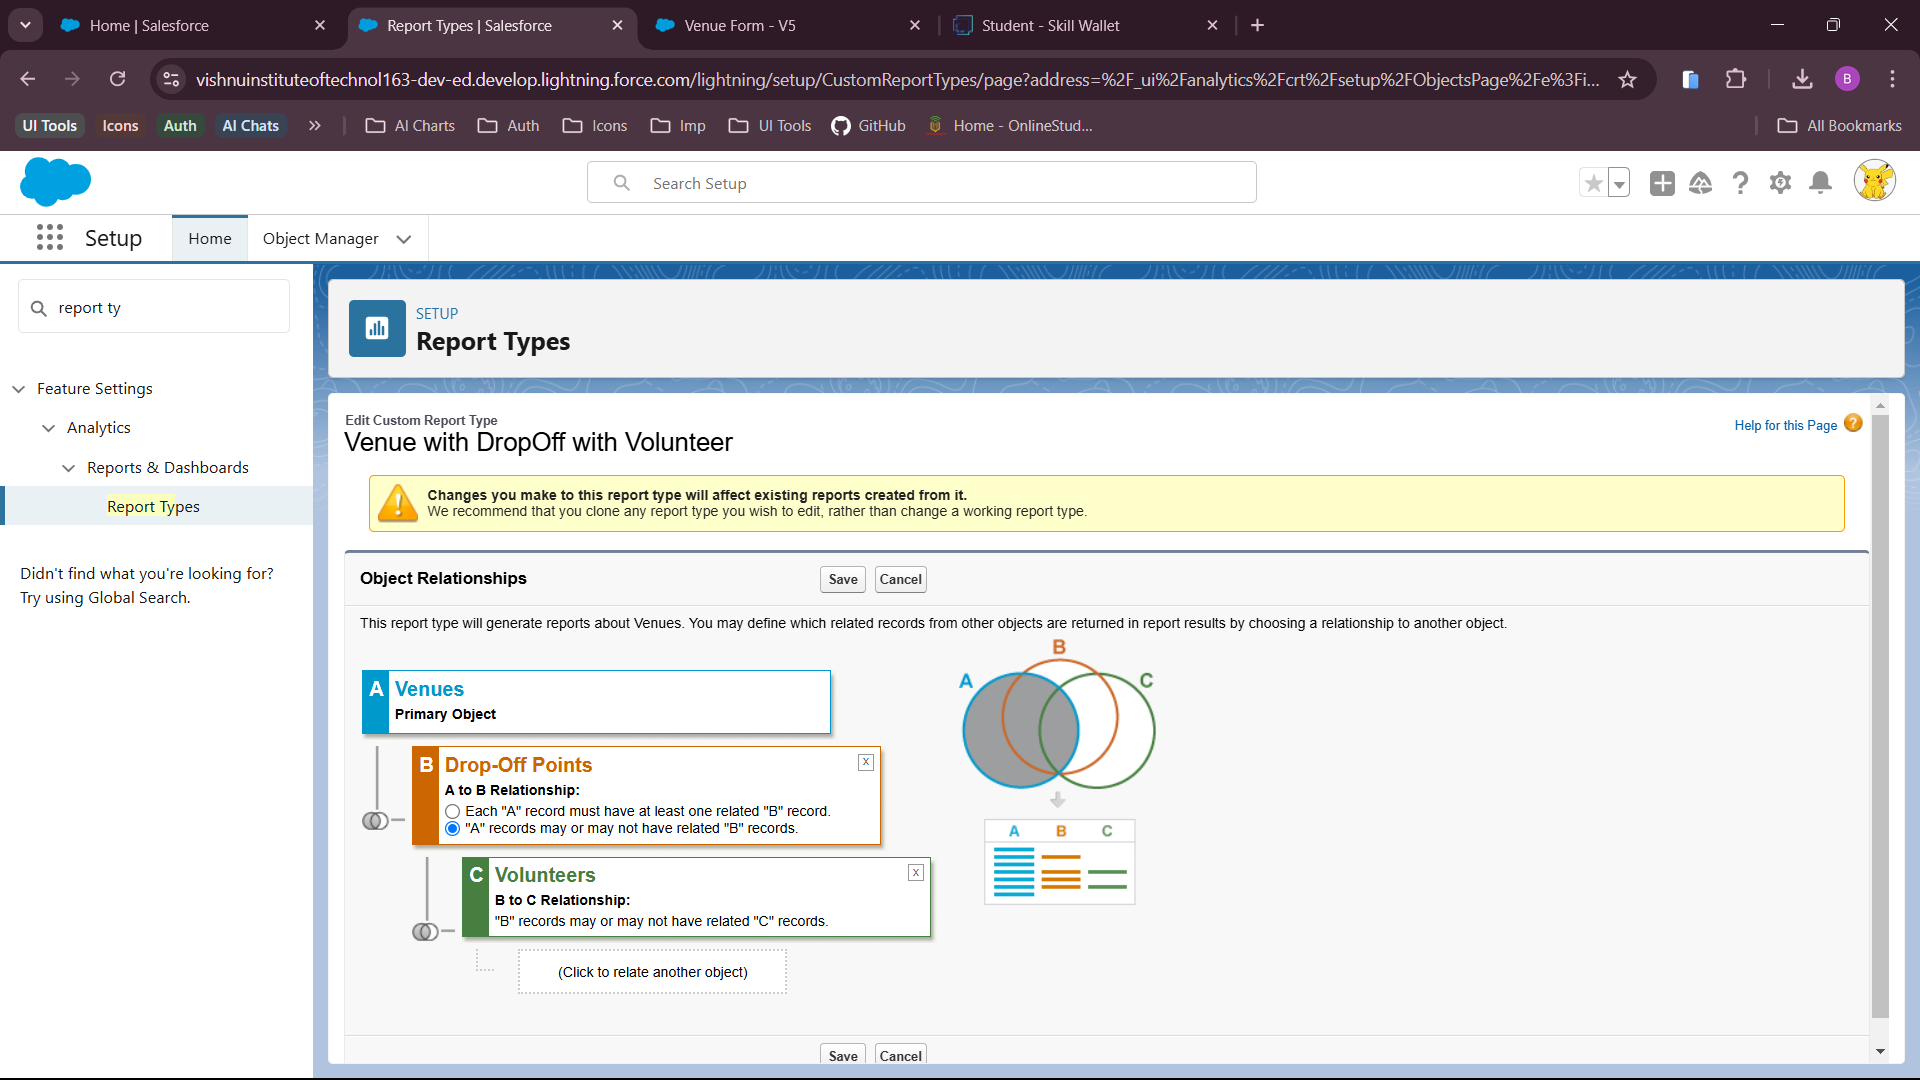 Home | Salesforce
Report Types | Salesforce
Venue Form - V5
Student - Skill Wallet
vishnuinstituteoftechnol163-dev-ed.develop.lightning.force.com/lightning/setup/CustomReportTypes/page?address=%2F_ui%2Fanalytics%2Fcrt%2Fsetup%2FObjectsPage%2Fe%3Fi...
B
UI Tools
Icons
Auth
AI Chats
»
AI Charts
Auth
Icons
Imp
UI Tools
GitHub
Home - OnlineStud...
All Bookmarks
Search Setup
Setup
Home
Object Manager
report ty
Feature Settings
Analytics
Reports & Dashboards
Report Types
Didn't find what you're looking for?
Try using Global Search.
SETUP
Report Types
Edit Custom Report Type
Venue with DropOff with Volunteer
Help for this Page ?
Changes you make to this report type will affect existing reports created from it.
We recommend that you clone any report type you wish to edit, rather than change a working report type.
Object Relationships
Save
Cancel
This report type will generate reports about Venues. You may define which related records from other objects are returned in report results by choosing a relationship to another object.
A Venues
Primary Object
B Drop-Off Points
X
A to B Relationship:
Each "A" record must have at least one related "B" record.
"A" records may or may not have related "B" records.
C Volunteers
X
B to C Relationship:
"B" records may or may not have related "C" records.
(Click to relate another object)
B
A
C
A B C
Save
Cancel